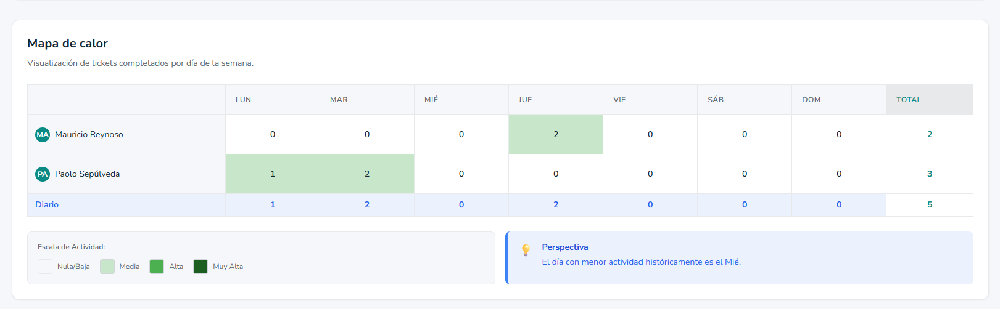 Mapa de calor
Visualización de tickets completados por día de la semana.
LUN MAR MIÉ JUE VIE SÁB DOM TOTAL
MA Mauricio Reynoso 0 0 0 2 0 0 0 2
PA Paolo Sepúlveda 1 2 0 0 0 0 0 3
Diario 1 2 0 2 0 0 0 5
Escala de Actividad:
Nula/Baja Media Alta Muy Alta
Perspectiva
El día con menor actividad históricamente es el Mié.